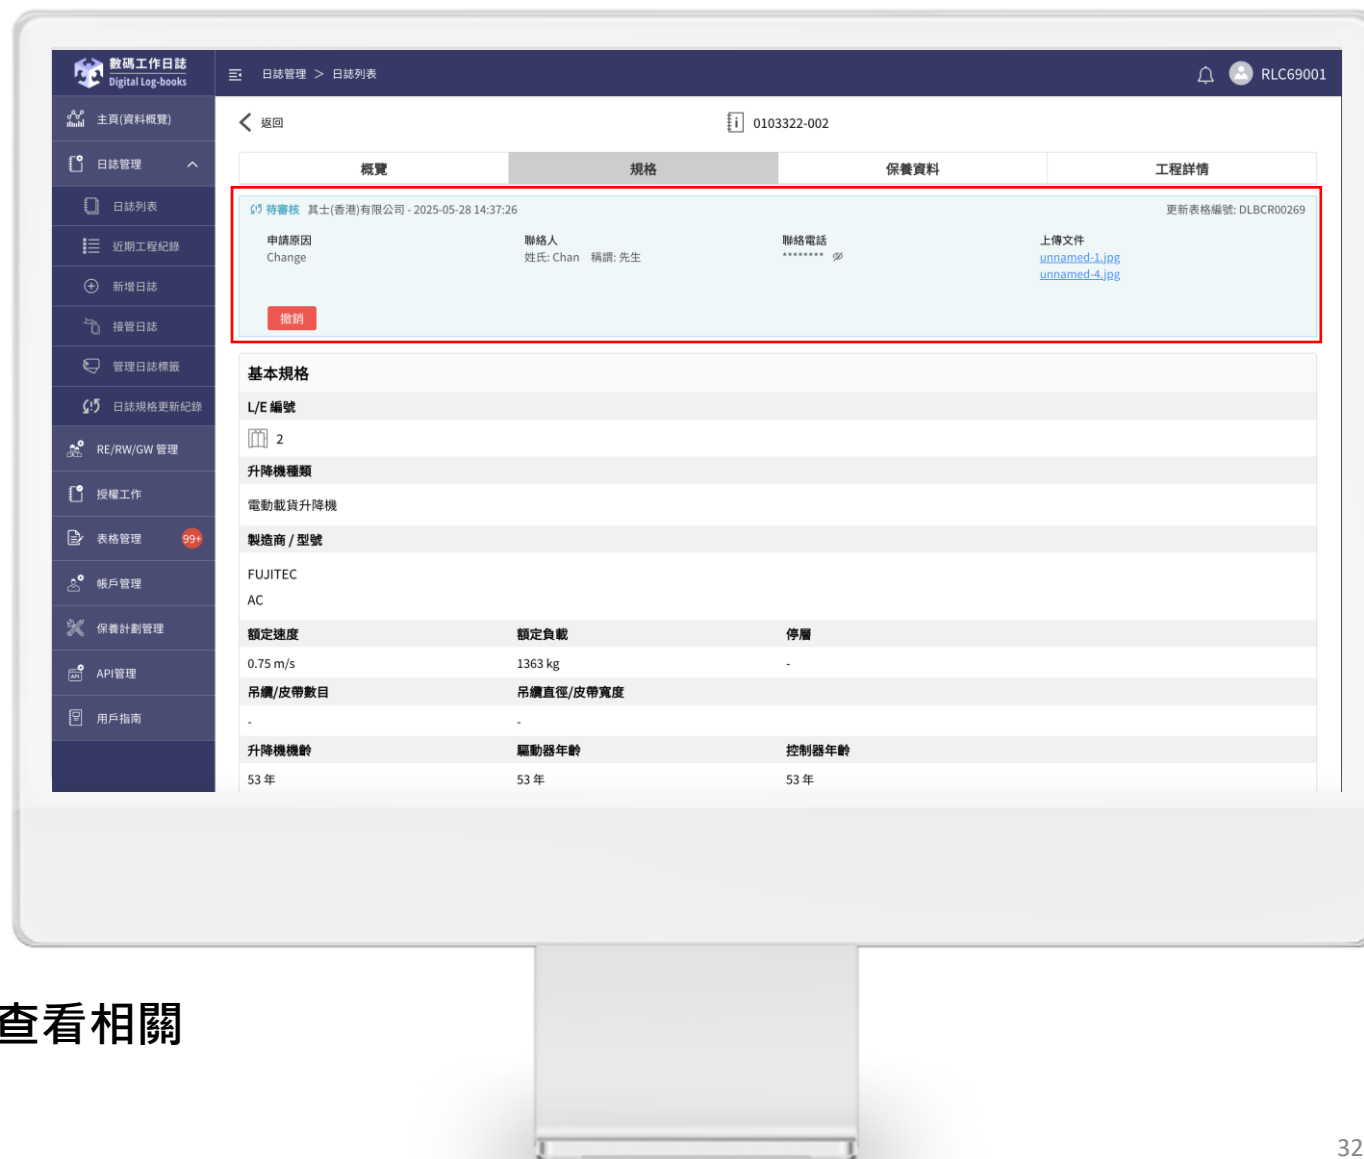 數碼工作日誌
Digital Log-books
日誌管理 > 日誌列表
RLC69001
主頁(資料概覽)
日誌管理
日誌列表
近期工程紀錄
新增日誌
接管日誌
管理日誌標籤
日誌規格更新紀錄
RE/RW/GW 管理
授權工作
表格管理 99+
帳戶管理
保養計劃管理
API管理
用戶指南
返回
0103322-002
概覽 規格 保養資料 工程詳情
待審核 其士(香港)有限公司 - 2025-05-28 14:37:26 更新表格編號: DLBCR00269
申請原因 聯絡人 聯絡電話 上傳文件
Change 姓氏: Chan 稱謂: 先生 ******** unnamed-1.jpg
unnamed-4.jpg
撤銷
基本規格
L/E 編號
2
升降機種類
電動載貨升降機
製造商 / 型號
FUJITEC
AC
額定速度 額定負載 停層
0.75 m/s 1363 kg -
吊纜/皮帶數目 吊纜直徑/皮帶寬度
- -
升降機機齡 驅動器年齡 控制器年齡
53 年 53 年 53 年
查看相關
32